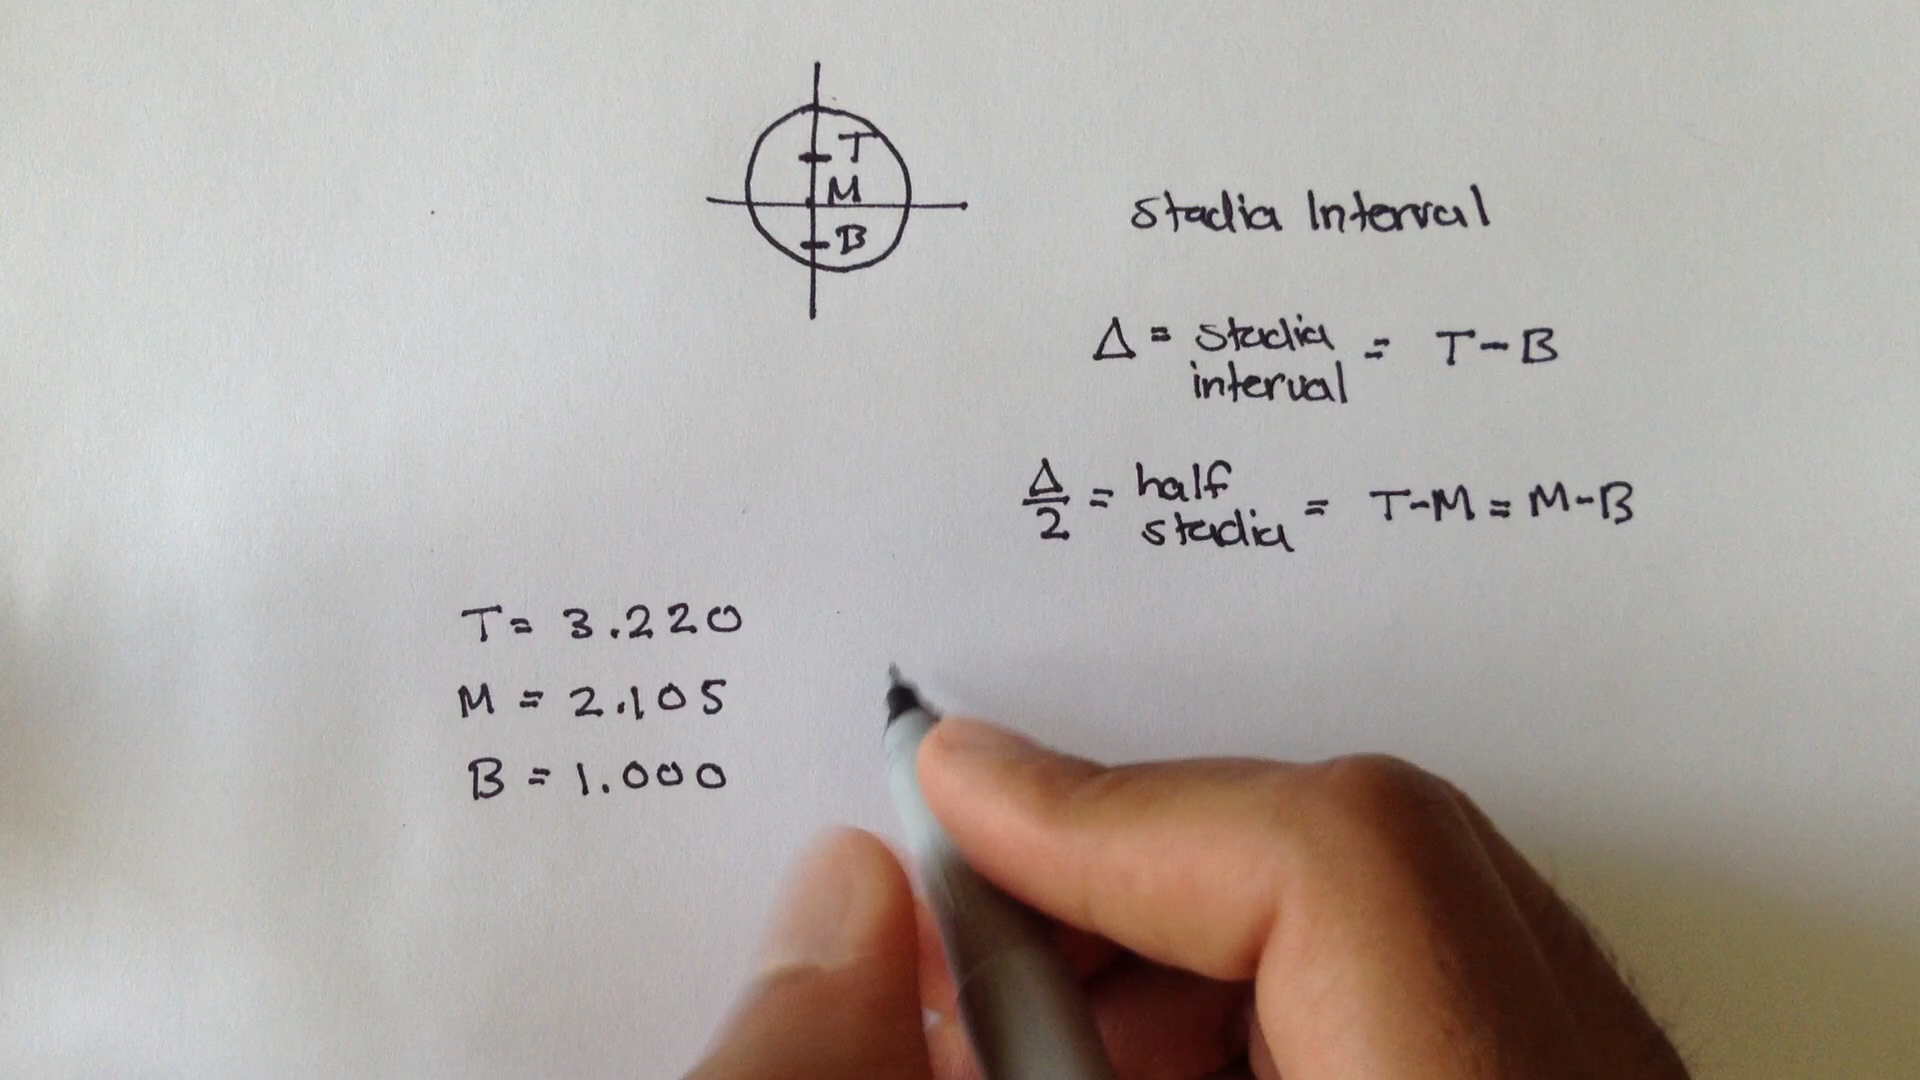 T
M
B
Stadia Interval
Δ = stadia interval = T-B
Δ/2 = half stadia = T-M = M-B
T = 3.220
M = 2.105
B = 1.000